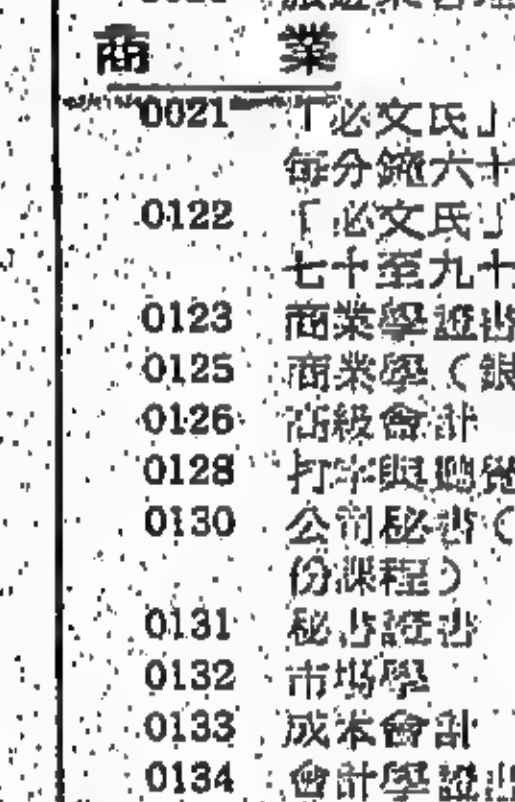 商 業
0021 「必文氏」
每分鐘六十
0122 「必文氏」
七十至九十
0123 商業學證書
0125 商業學（銀
0126 高級會計
0128 打字與聽覺
0130 公司秘書（
份課程）
0131 秘書證書
0132 市場學
0133 成本會計
0134 會計學證書